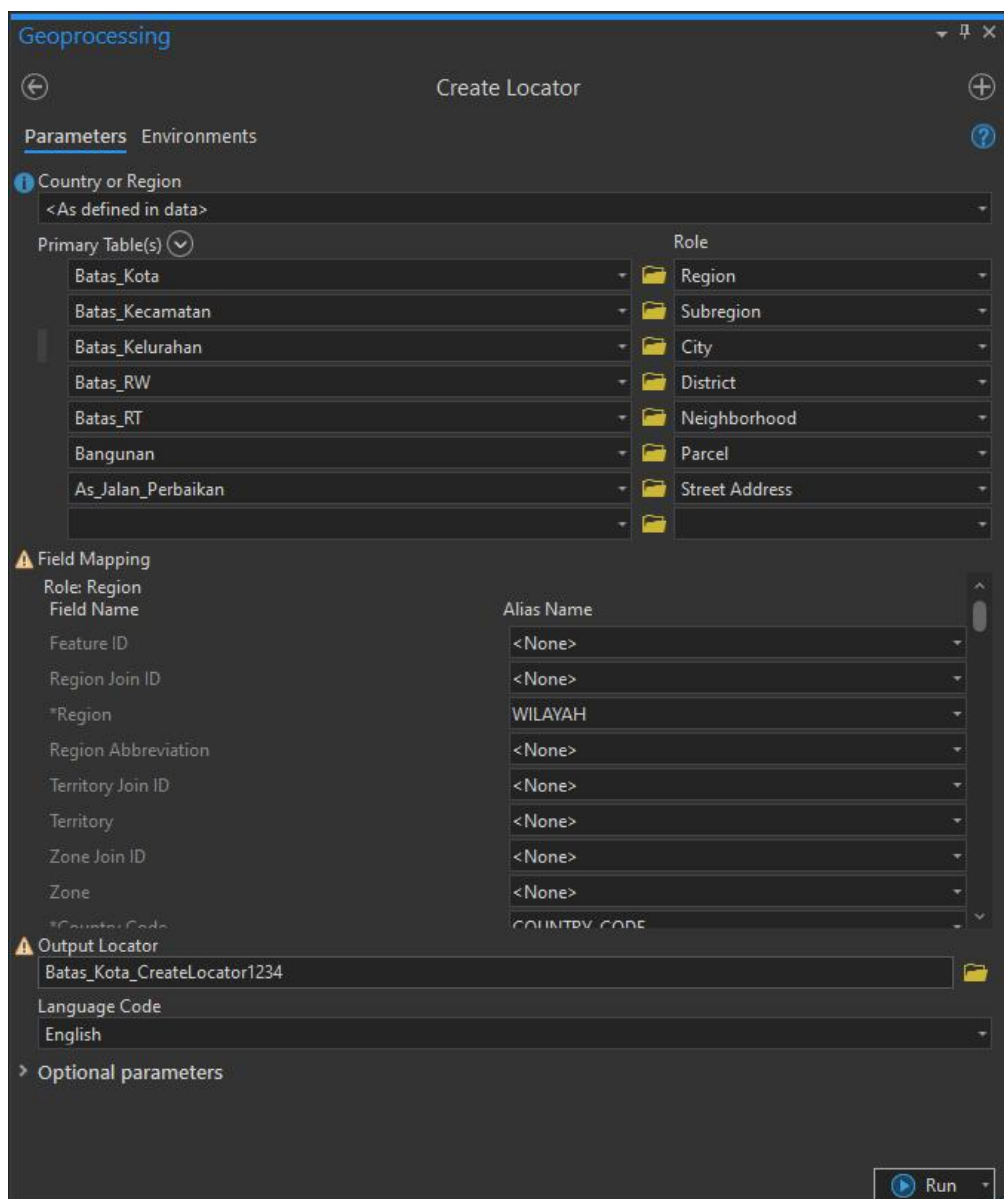 Geoprocessing
Create Locator
Parameters Environments
Country or Region
<As defined in data>
Primary Table(s) Role
Batas_Kota Region
Batas_Kecamatan Subregion
Batas_Kelurahan City
Batas_RW District
Batas_RT Neighborhood
Bangunan Parcel
As_Jalan_Perbaikan Street Address
Field Mapping
Role: Region
Field Name Alias Name
Feature ID <None>
Region Join ID <None>
*Region WILAYAH
Region Abbreviation <None>
Territory Join ID <None>
Territory <None>
Zone Join ID <None>
Zone <None>
*Country Code COUNTRY_CODE
Output Locator
Batas_Kota_CreateLocator1234
Language Code
English
Optional parameters
Run